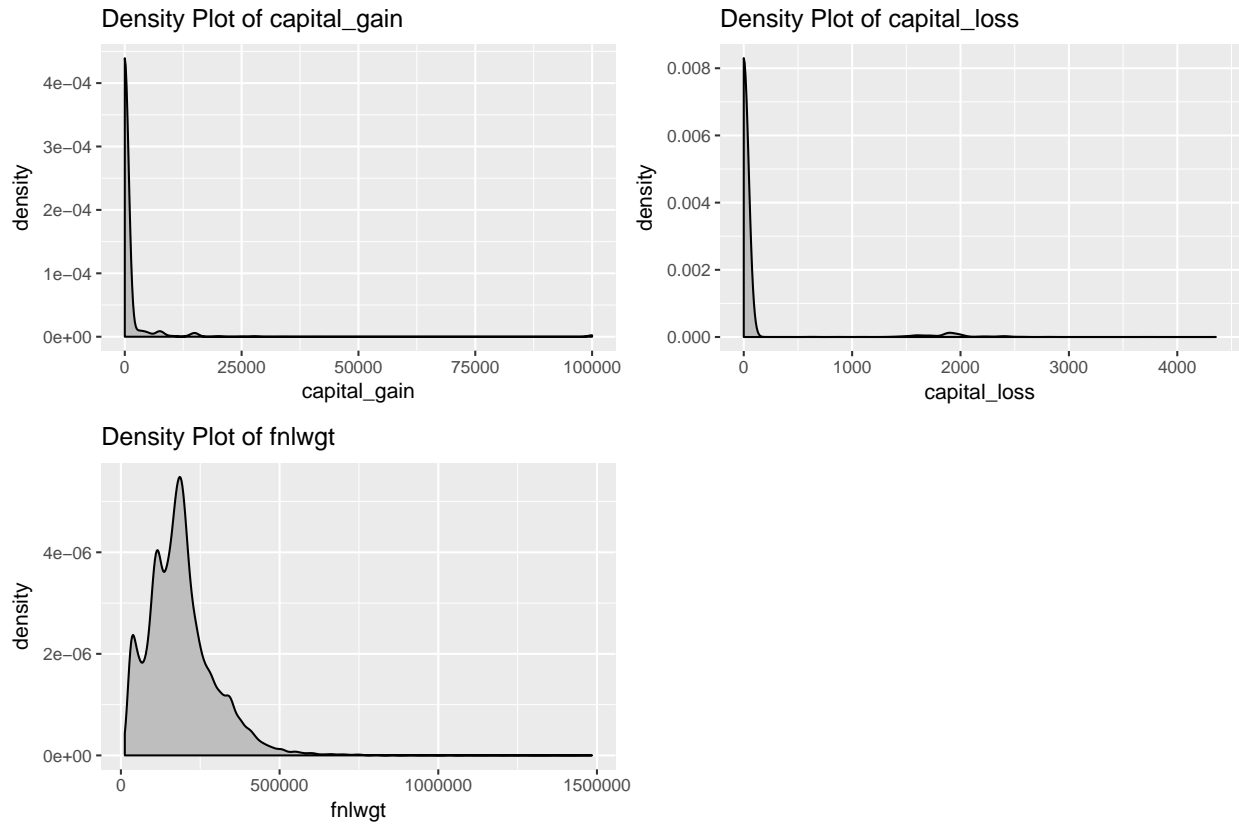 Density Plot of capital_gain
4e−04
3e−04
2e−04
1e−04
0e+00
density
0 25000 50000 75000 100000
capital_gain
Density Plot of capital_loss
0.008
0.006
0.004
0.002
0.000
density
0 1000 2000 3000 4000
capital_loss
Density Plot of fnlwgt
4e−06
2e−06
0e+00
density
0 500000 1000000 1500000
fnlwgt